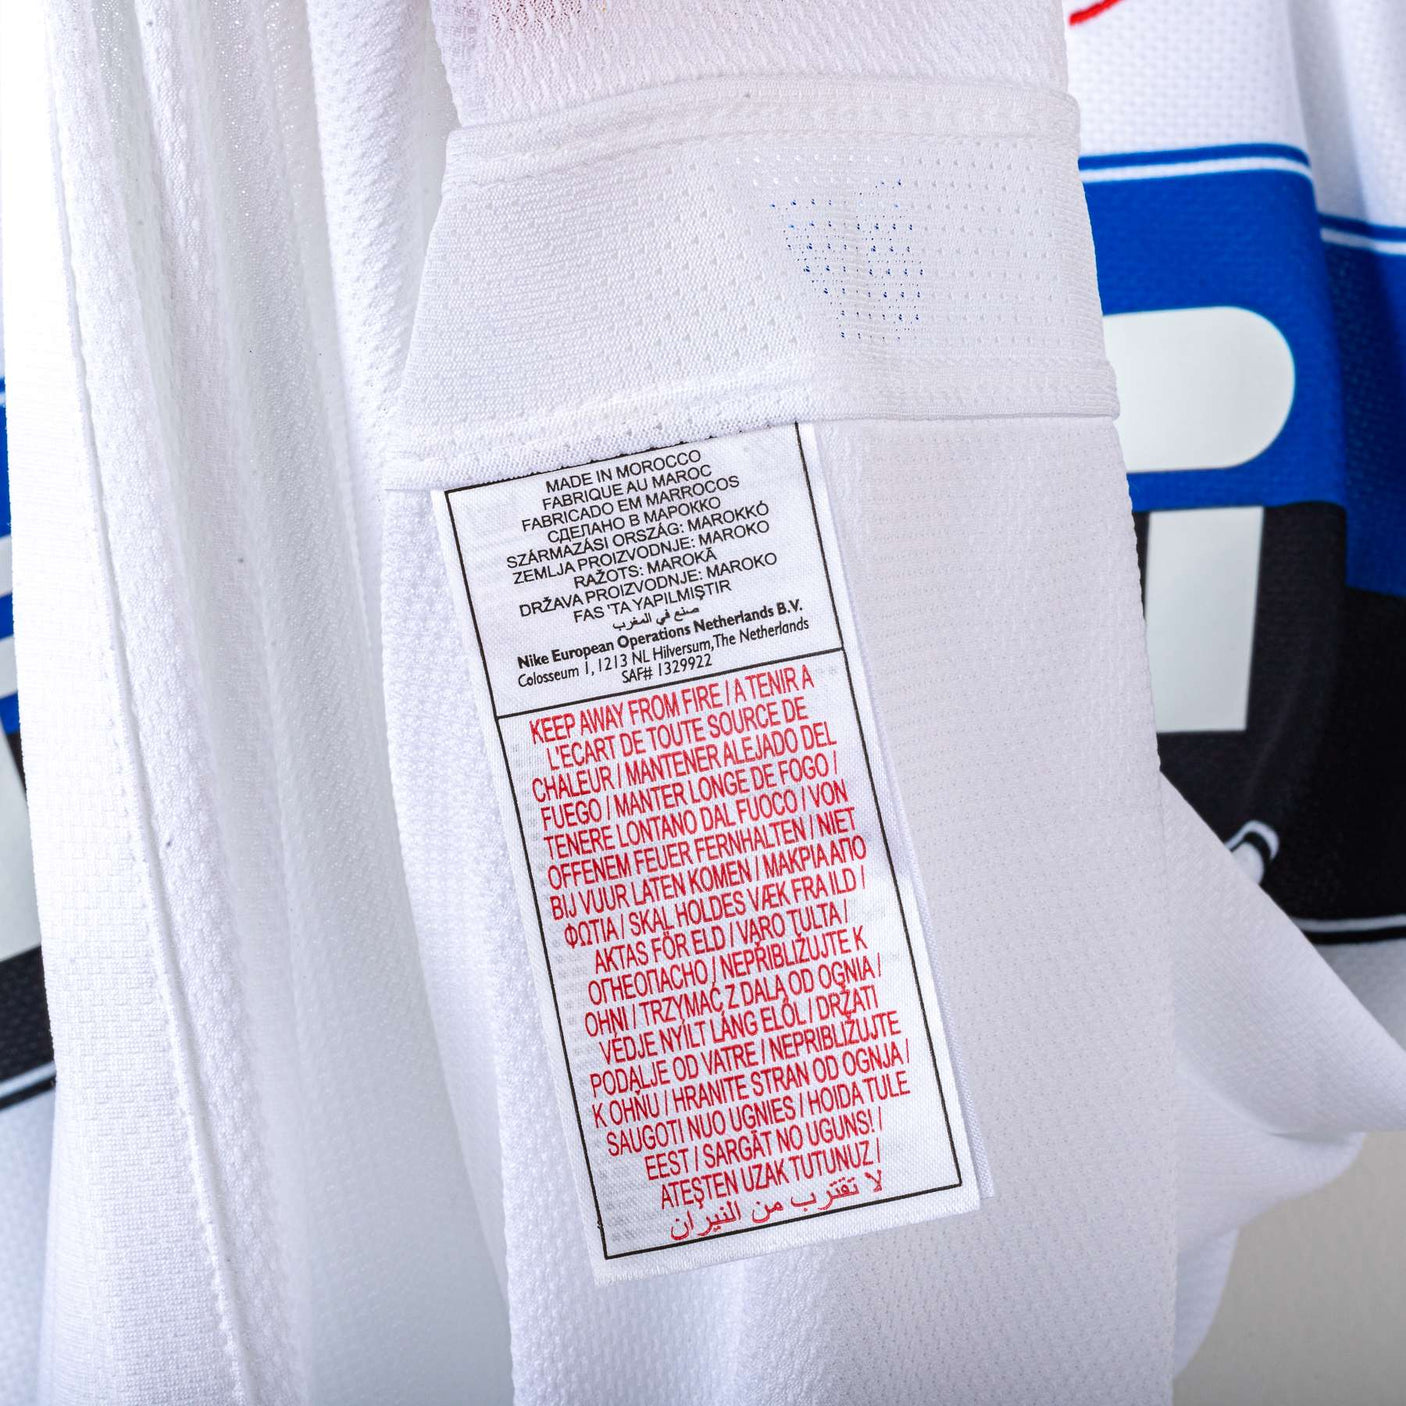 MADE IN MOROCCO
FABRIQUE AU MAROC
FABRICADO EM MARROCOS
СДЕЛАНО В МАРОККО
SZÁRMAZÁSI ORSZÁG: MAROKKÓ
ZEMLJA PROIZVODNJE: MAROKO
RAŽOTS: MAROKĀ
DRŽAVA PROIZVODNJE: MAROKO
FAS 'TA YAPILMIŞTIR
صنع في المغرب
Nike European Operations Netherlands B.V.
Colosseum 1, 1213 NL Hilversum, The Netherlands
SAF# 1329922
KEEP AWAY FROM FIRE / A TENIR A
L'ECART DE TOUTE SOURCE DE
CHALEUR / MANTENER ALEJADO DEL
FUEGO / MANTER LONGE DE FOGO /
TENERE LONTANO DAL FUOCO / VON
OFFENEM FEUER FERNHALTEN / NIET
BIJ VUUR LATEN KOMEN / ΜΑΚΡΙΑ ΑΠΟ
ΦΩΤΙΑ / SKAL HOLDES VÆK FRA ILD /
AKTAS FÖR ELD / VARO TULTA /
ОГНЕОПАСНО / NEPŘIBLIŽUJTE K
OHNI / TRZYMAĆ Z DALA OD OGNIA /
VÉDJE NYÍLT LÁNG ELŐL / DRŽATI
PODALJE OD VATRE / NEPRIBLIŽUJTE
K OHŇU / HRANITE STRAN OD OGNJA /
SAUGOTI NUO UGNIES / HOIDA TULE
EEST / SARGĀT NO UGUNS! /
ATEŞTEN UZAK TUTUNUZ /
لا تقترب من النيران